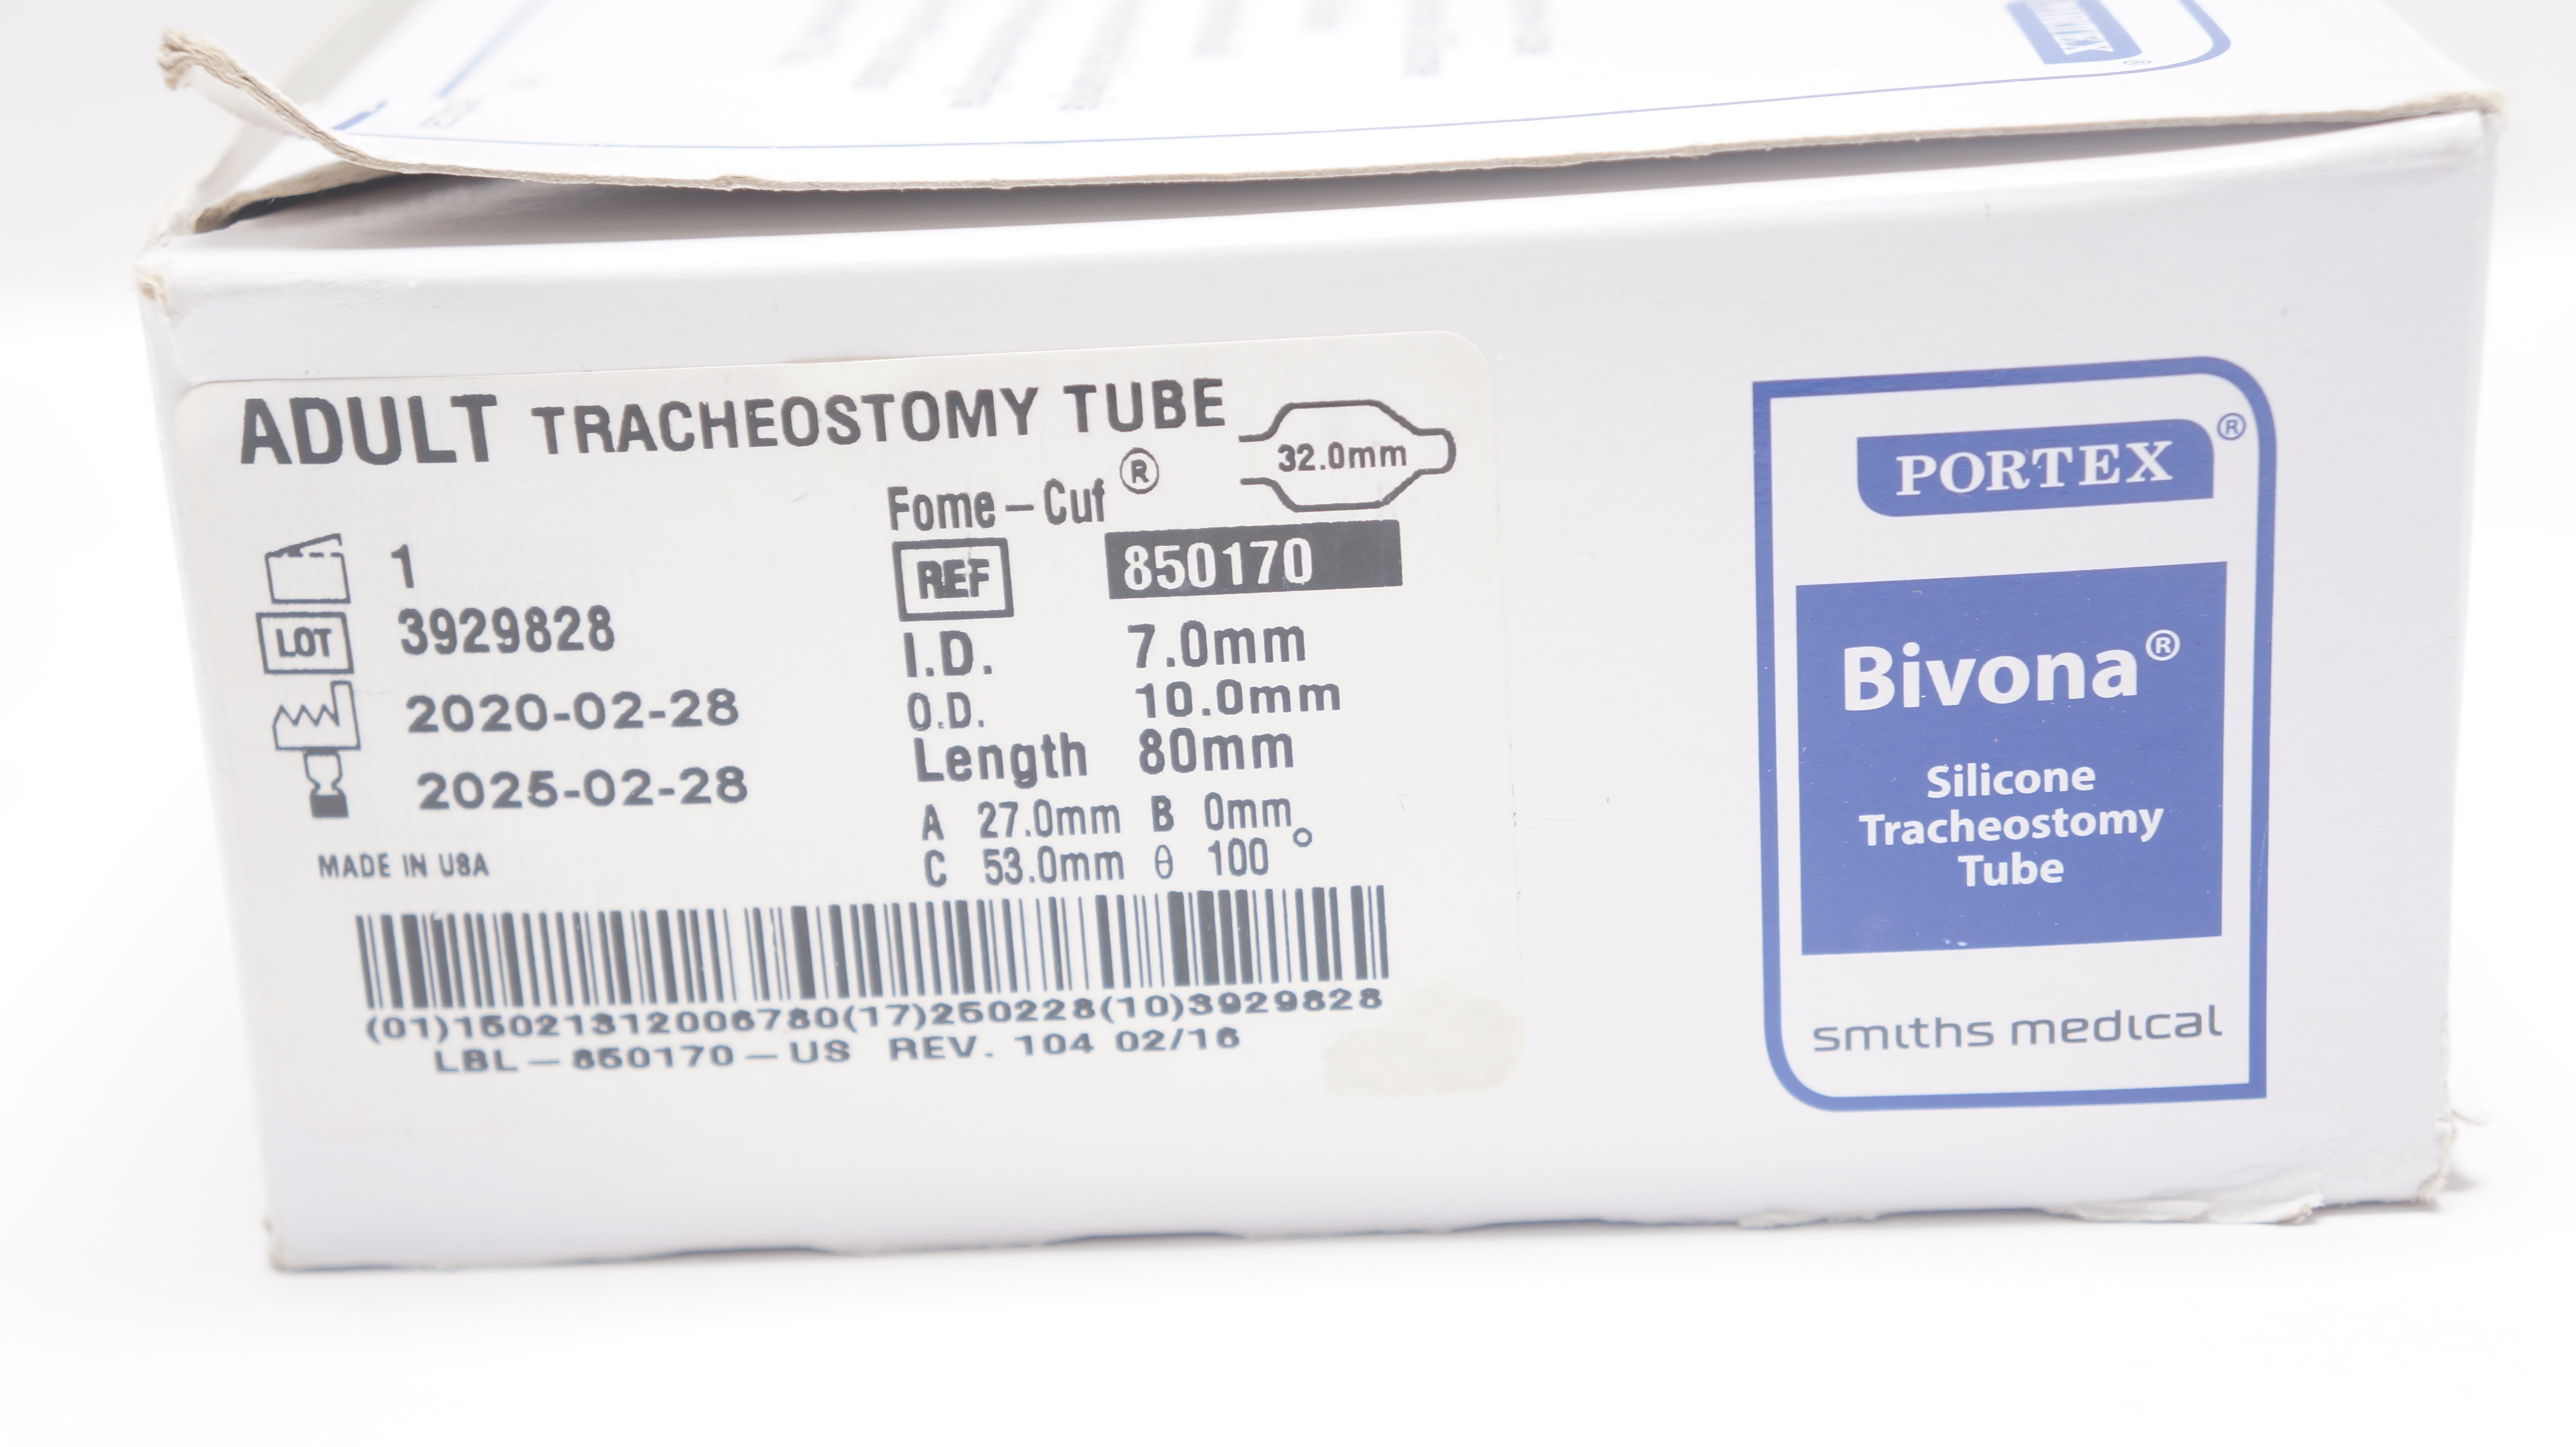 PORTEX
ADULT TRACHEOSTOMY TUBE
32.0mm
Fome-Cuf®
1
REF 850170
LOT 3929828
I.D. 7.0mm
2020-02-28
O.D. 10.0mm
Length 80mm
2025-02-28
A 27.0mm B 0mm
C 53.0mm θ 100°
MADE IN USA
(01)15021312006780(17)250228(10)3929828
LBL-850170-US REV. 104 02/16
PORTEX®
Bivona®
Silicone
Tracheostomy
Tube
smiths medical